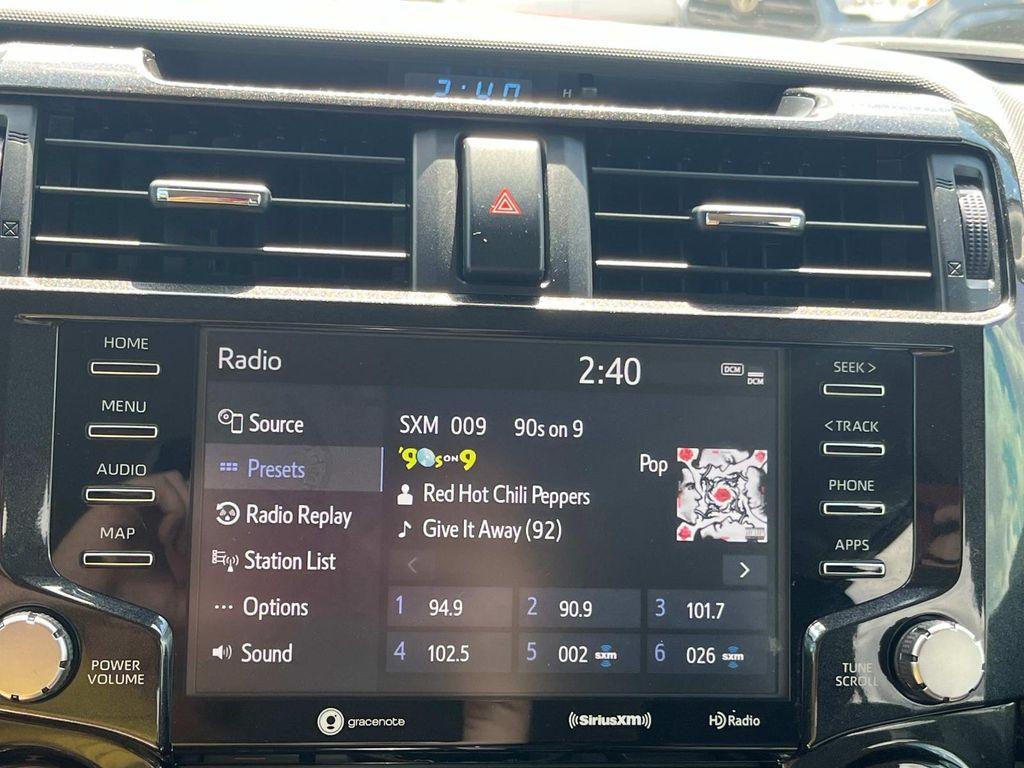 2:40
H
HOME
MENU
AUDIO
MAP
POWER
VOLUME
Radio
2:40
DCM
DCM
Source
Presets
Radio Replay
Station List
Options
Sound
SXM 009 90s on 9
'90s ON 9
Pop
Red Hot Chili Peppers
Give It Away (92)
1 94.9
2 90.9
3 101.7
4 102.5
5 002 sxm
6 026 sxm
SEEK >
< TRACK
PHONE
APPS
TUNE
SCROLL
gracenote
SiriusXM
HD Radio